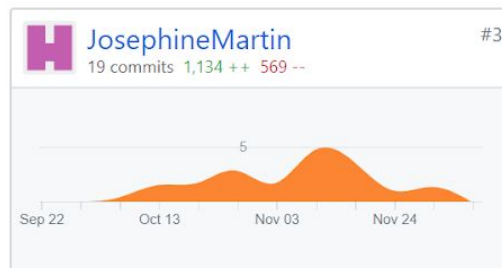 JosephineMartin #3
19 commits 1,134 ++ 569 --
5
Sep 22 Oct 13 Nov 03 Nov 24